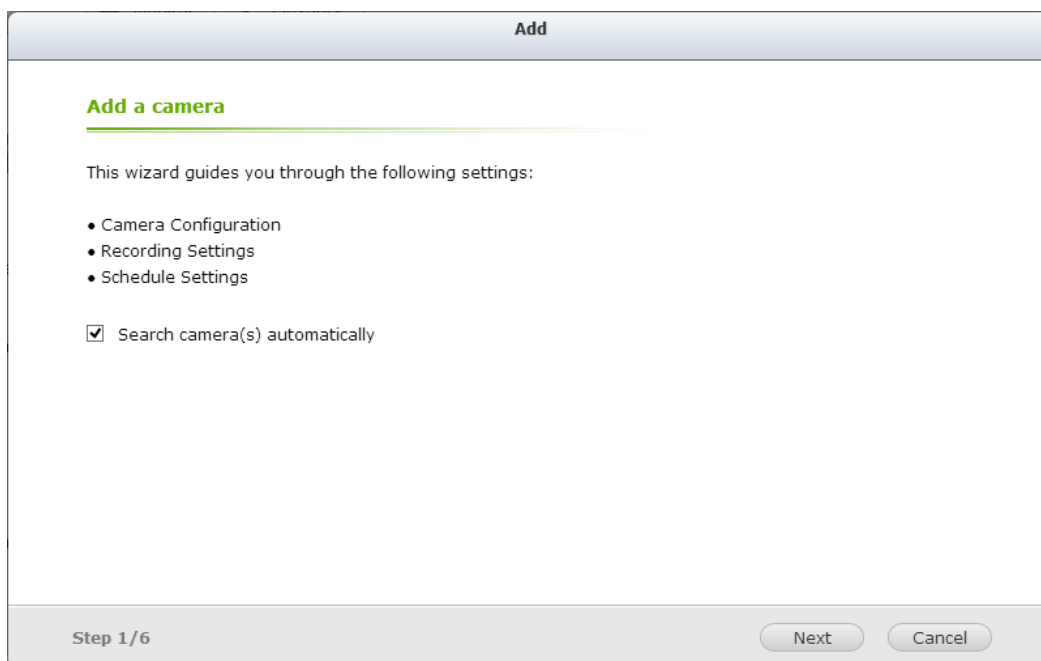 Add
Add a camera
This wizard guides you through the following settings:
• Camera Configuration
• Recording Settings
• Schedule Settings
Search camera(s) automatically
Step 1/6
Next
Cancel